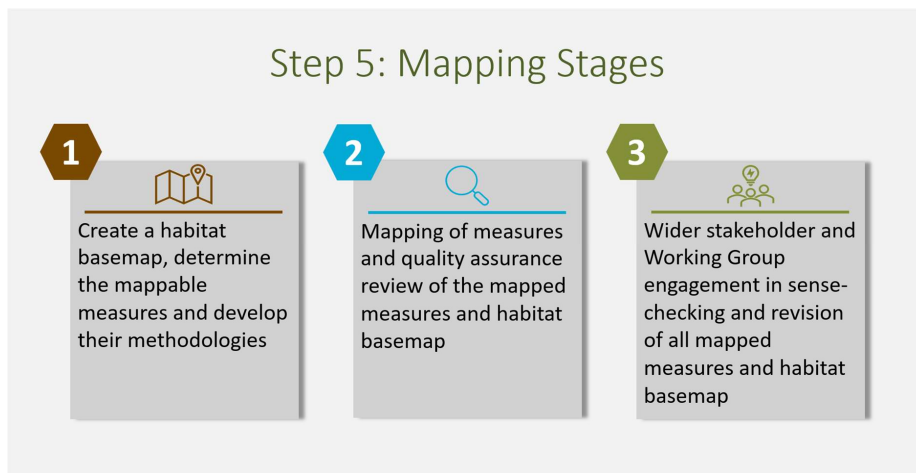 Step 5: Mapping Stages
1
Create a habitat
basemap, determine
the mappable
measures and develop
their methodologies
2
Mapping of measures
and quality assurance
review of the mapped
measures and habitat
basemap
3
Wider stakeholder and
Working Group
engagement in sense-
checking and revision
of all mapped
measures and habitat
basemap